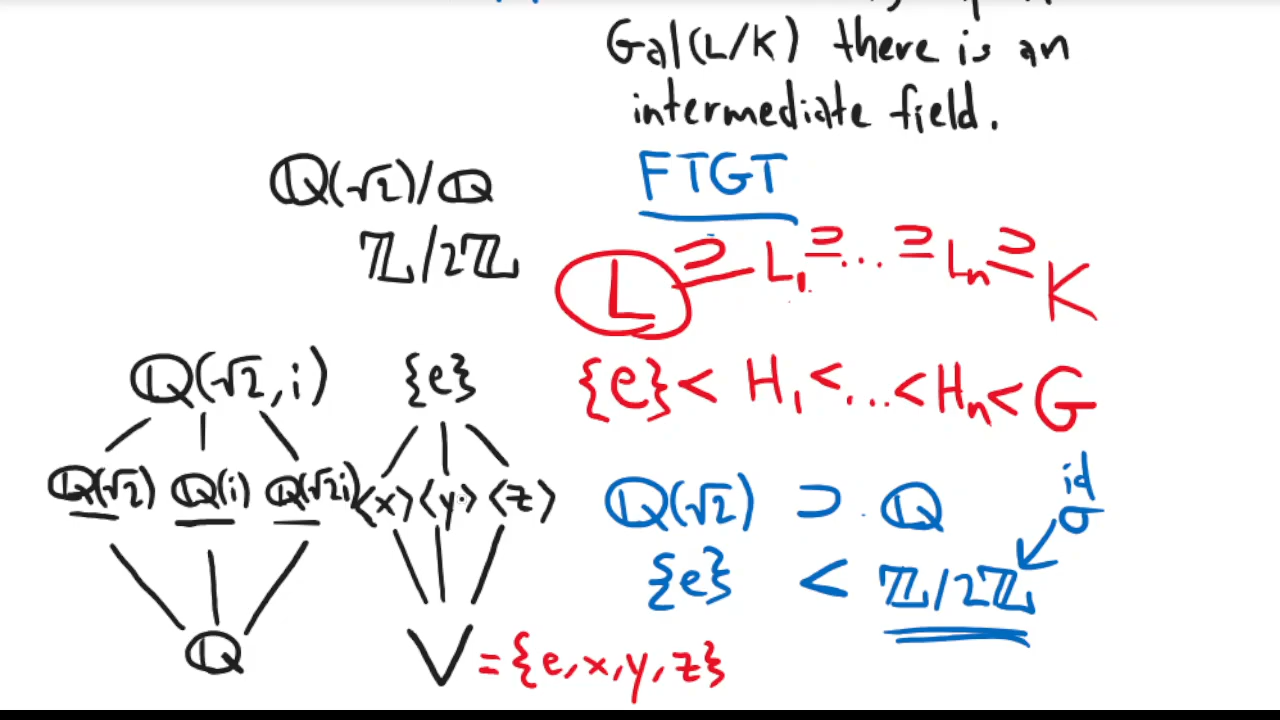 Gal(L/K) there is an
intermediate field.
ℚ(√2)/ℚ
ℤ/2ℤ
FTGT
L ⊇ L₁ ⊇ ... ⊇ Lₙ ⊇ K
{e} < H₁ < ... < Hₙ < G
ℚ(√2, i)
ℚ(√2) ℚ(i) ℚ(√2i)
ℚ
{e}
<x> <y> <z>
V = {e, x, y, z}
ℚ(√2) ⊃ ℚ
{e} < ℤ/2ℤ
id
σ